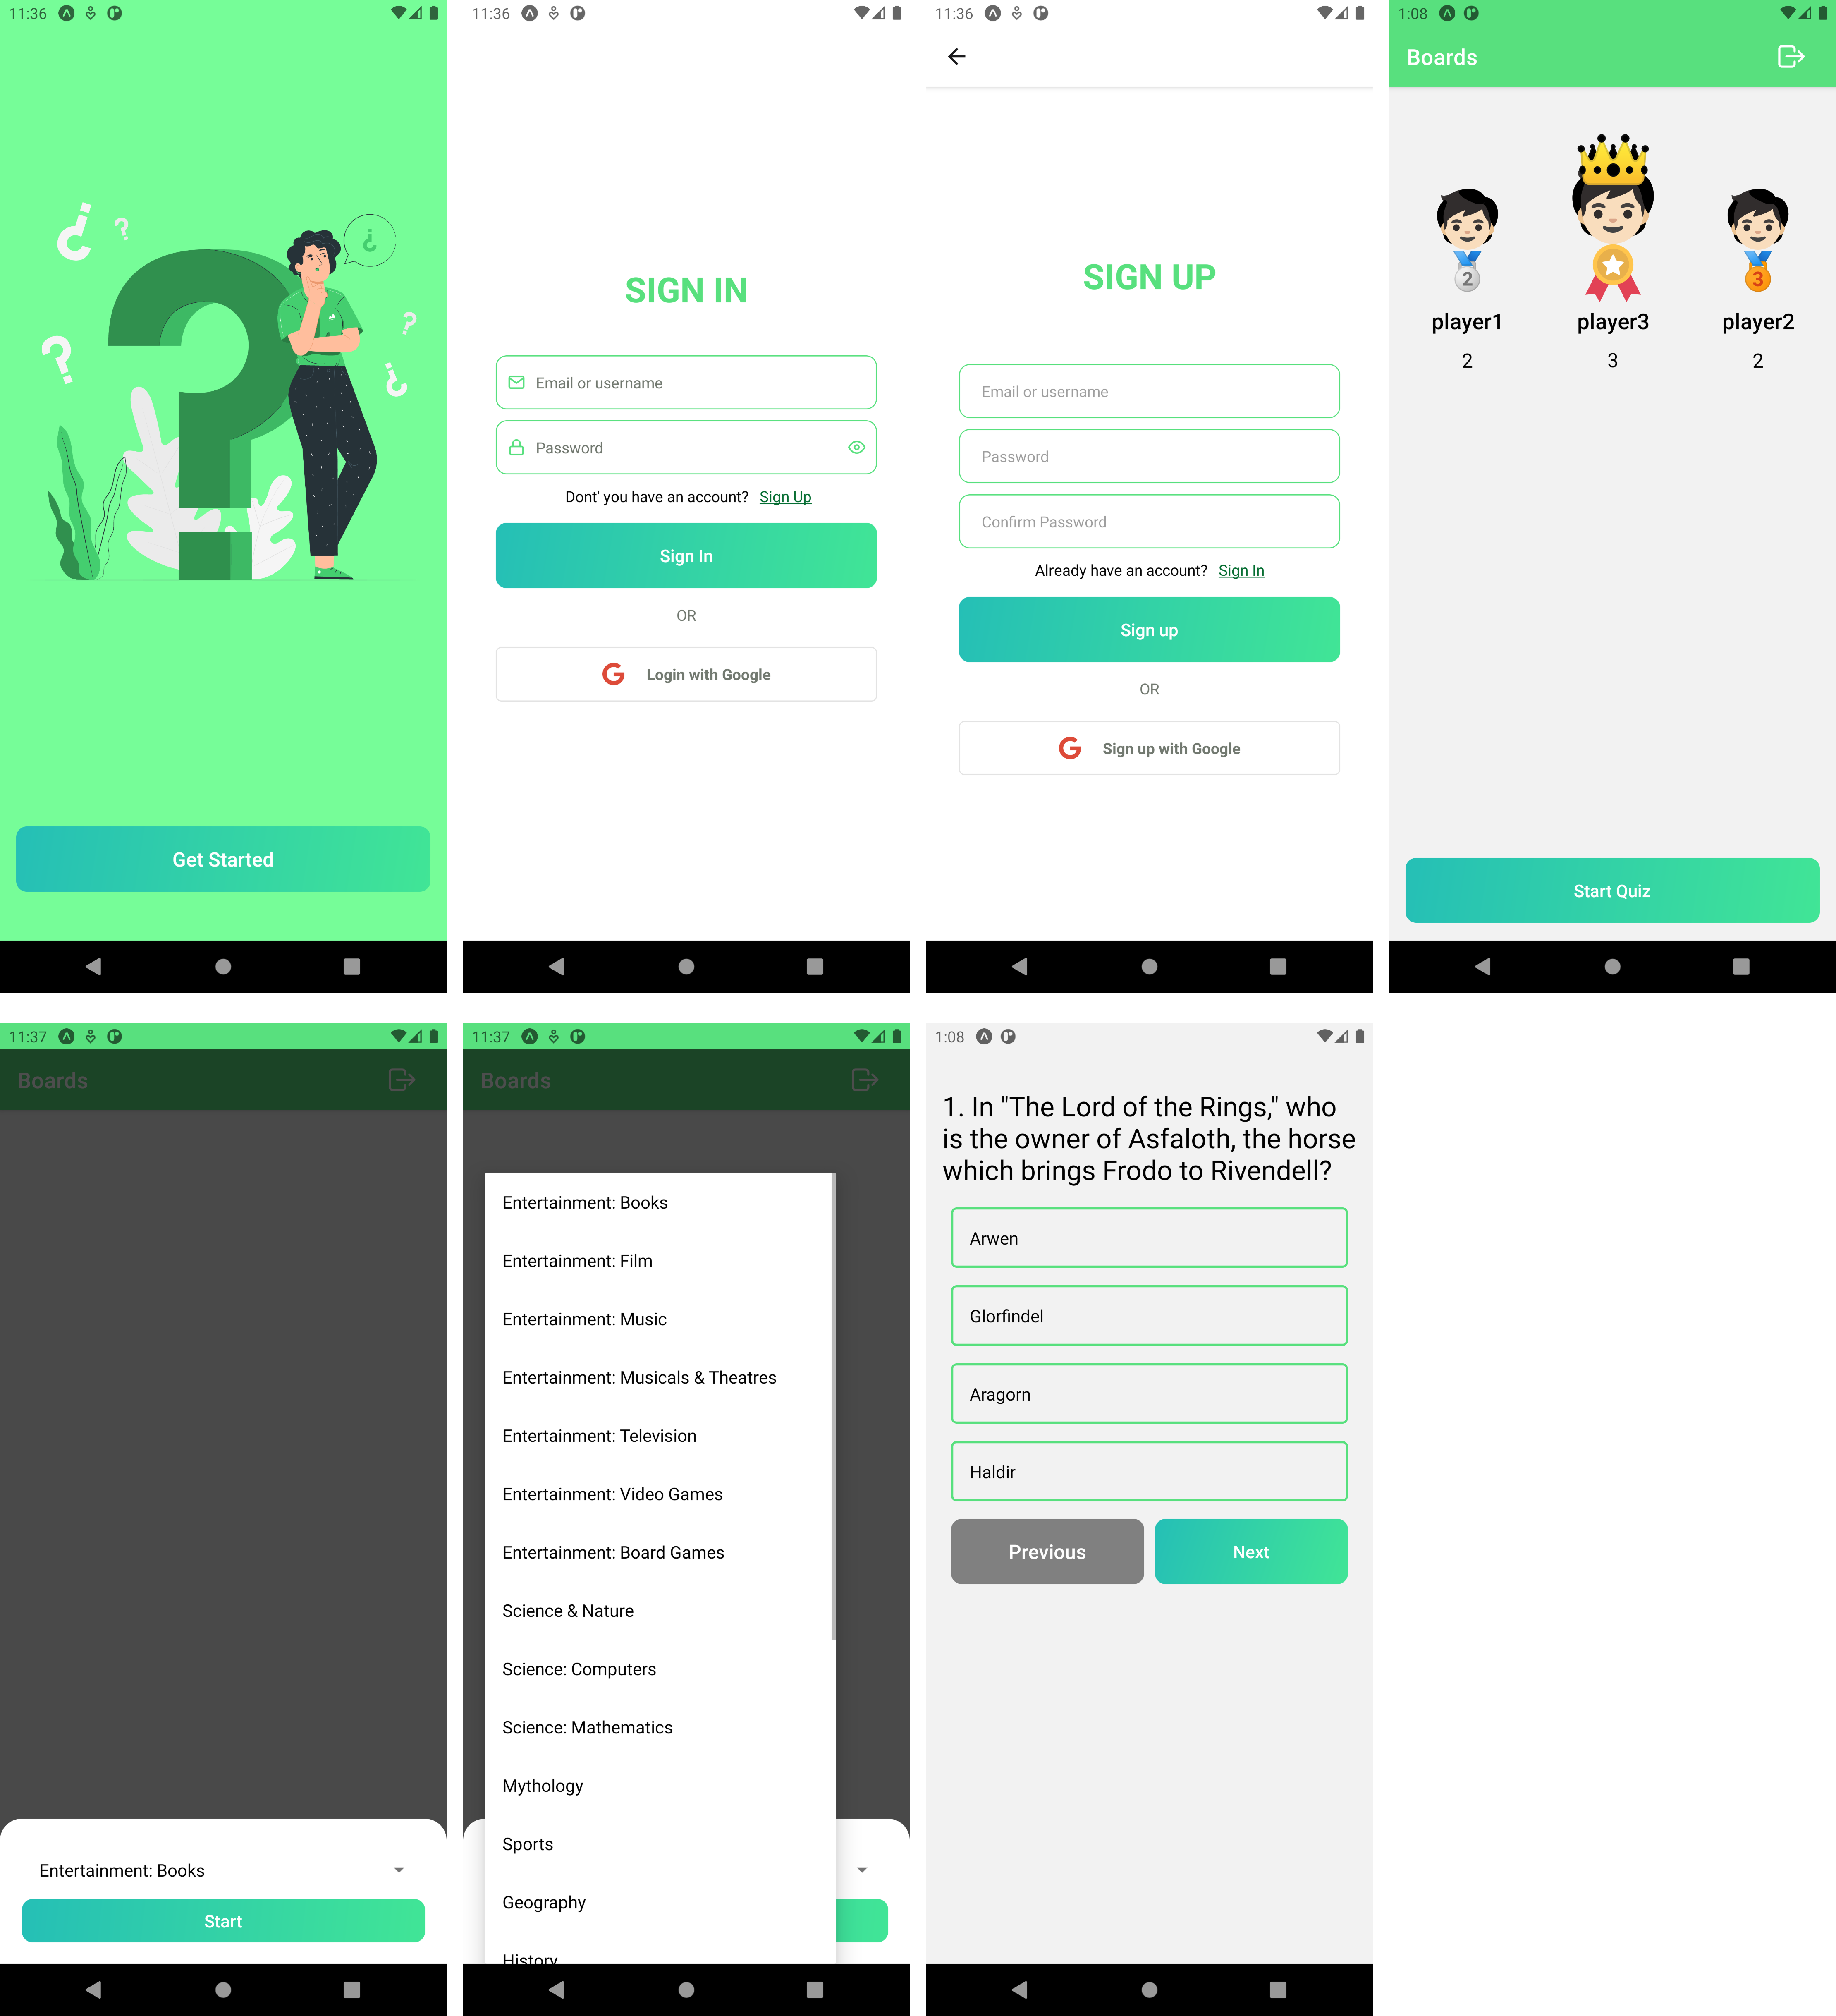 11:36
Get Started
11:36
SIGN IN
Email or username
Password
Dont' you have an account? Sign Up
Sign In
OR
Login with Google
11:36
SIGN UP
Email or username
Password
Confirm Password
Already have an account? Sign In
Sign up
OR
Sign up with Google
1:08
Boards
2
3
player1
player3
player2
2
3
2
Start Quiz
11:37
Boards
Entertainment: Books
Start
11:37
Boards
Entertainment: Books
Entertainment: Film
Entertainment: Music
Entertainment: Musicals & Theatres
Entertainment: Television
Entertainment: Video Games
Entertainment: Board Games
Science & Nature
Science: Computers
Science: Mathematics
Mythology
Sports
Geography
History
1:08
1. In "The Lord of the Rings," who
is the owner of Asfaloth, the horse
which brings Frodo to Rivendell?
Arwen
Glorfindel
Aragorn
Haldir
Previous
Next